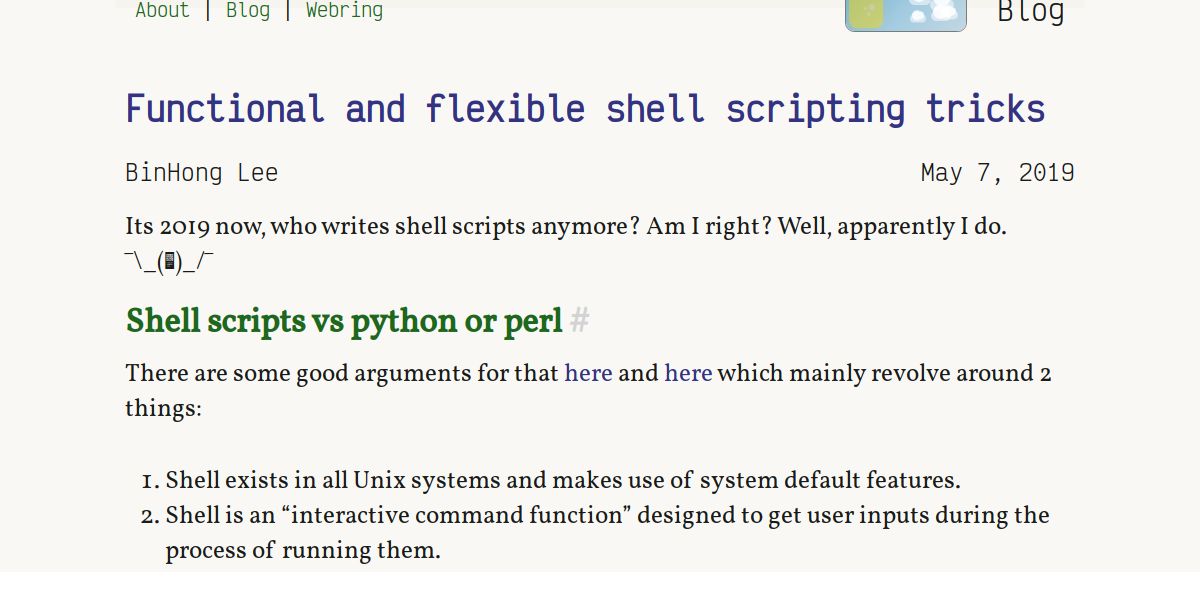 About | Blog | Webring
Blog
Functional and flexible shell scripting tricks
BinHong Lee
May 7, 2019
Its 2019 now, who writes shell scripts anymore? Am I right? Well, apparently I do.
¯\_( )_/¯
Shell scripts vs python or perl #
There are some good arguments for that here and here which mainly revolve around 2
things:
1. Shell exists in all Unix systems and makes use of system default features.
2. Shell is an “interactive command function” designed to get user inputs during the
process of running them.